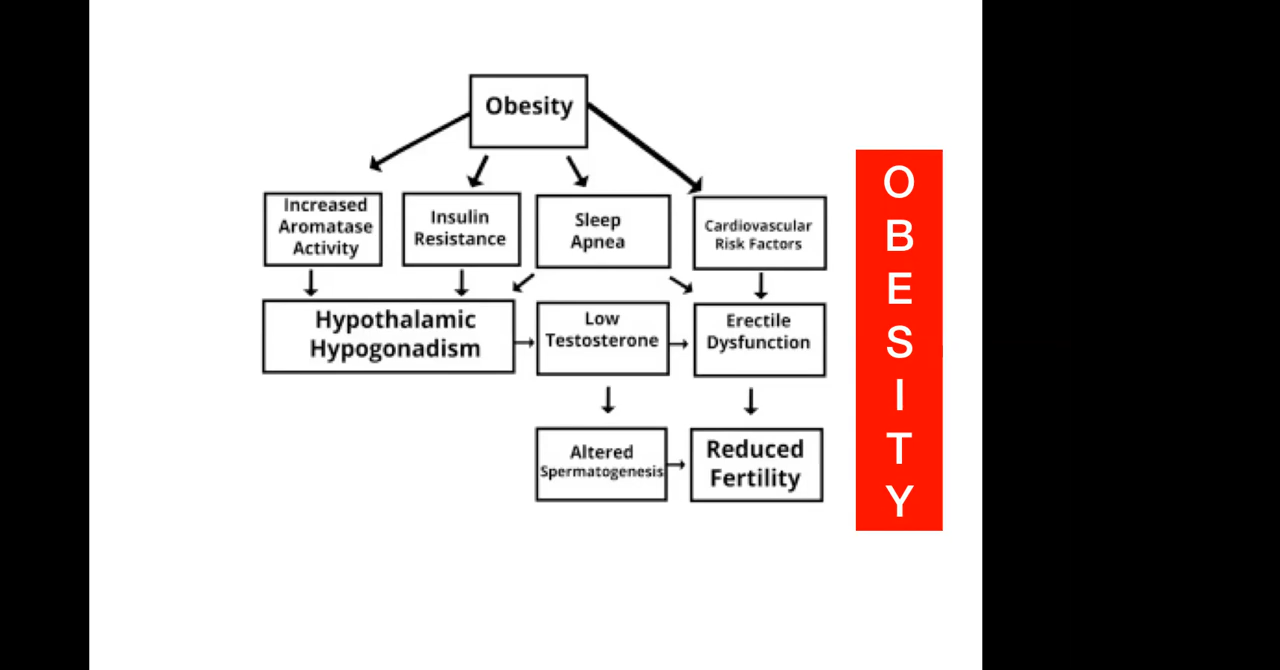 Obesity
Increased
Aromatase
Activity
Insulin
Resistance
Sleep
Apnea
Cardiovascular
Risk Factors
Hypothalamic
Hypogonadism
Low
Testosterone
Erectile
Dysfunction
Altered
Spermatogenesis
Reduced
Fertility
O
B
E
S
I
T
Y